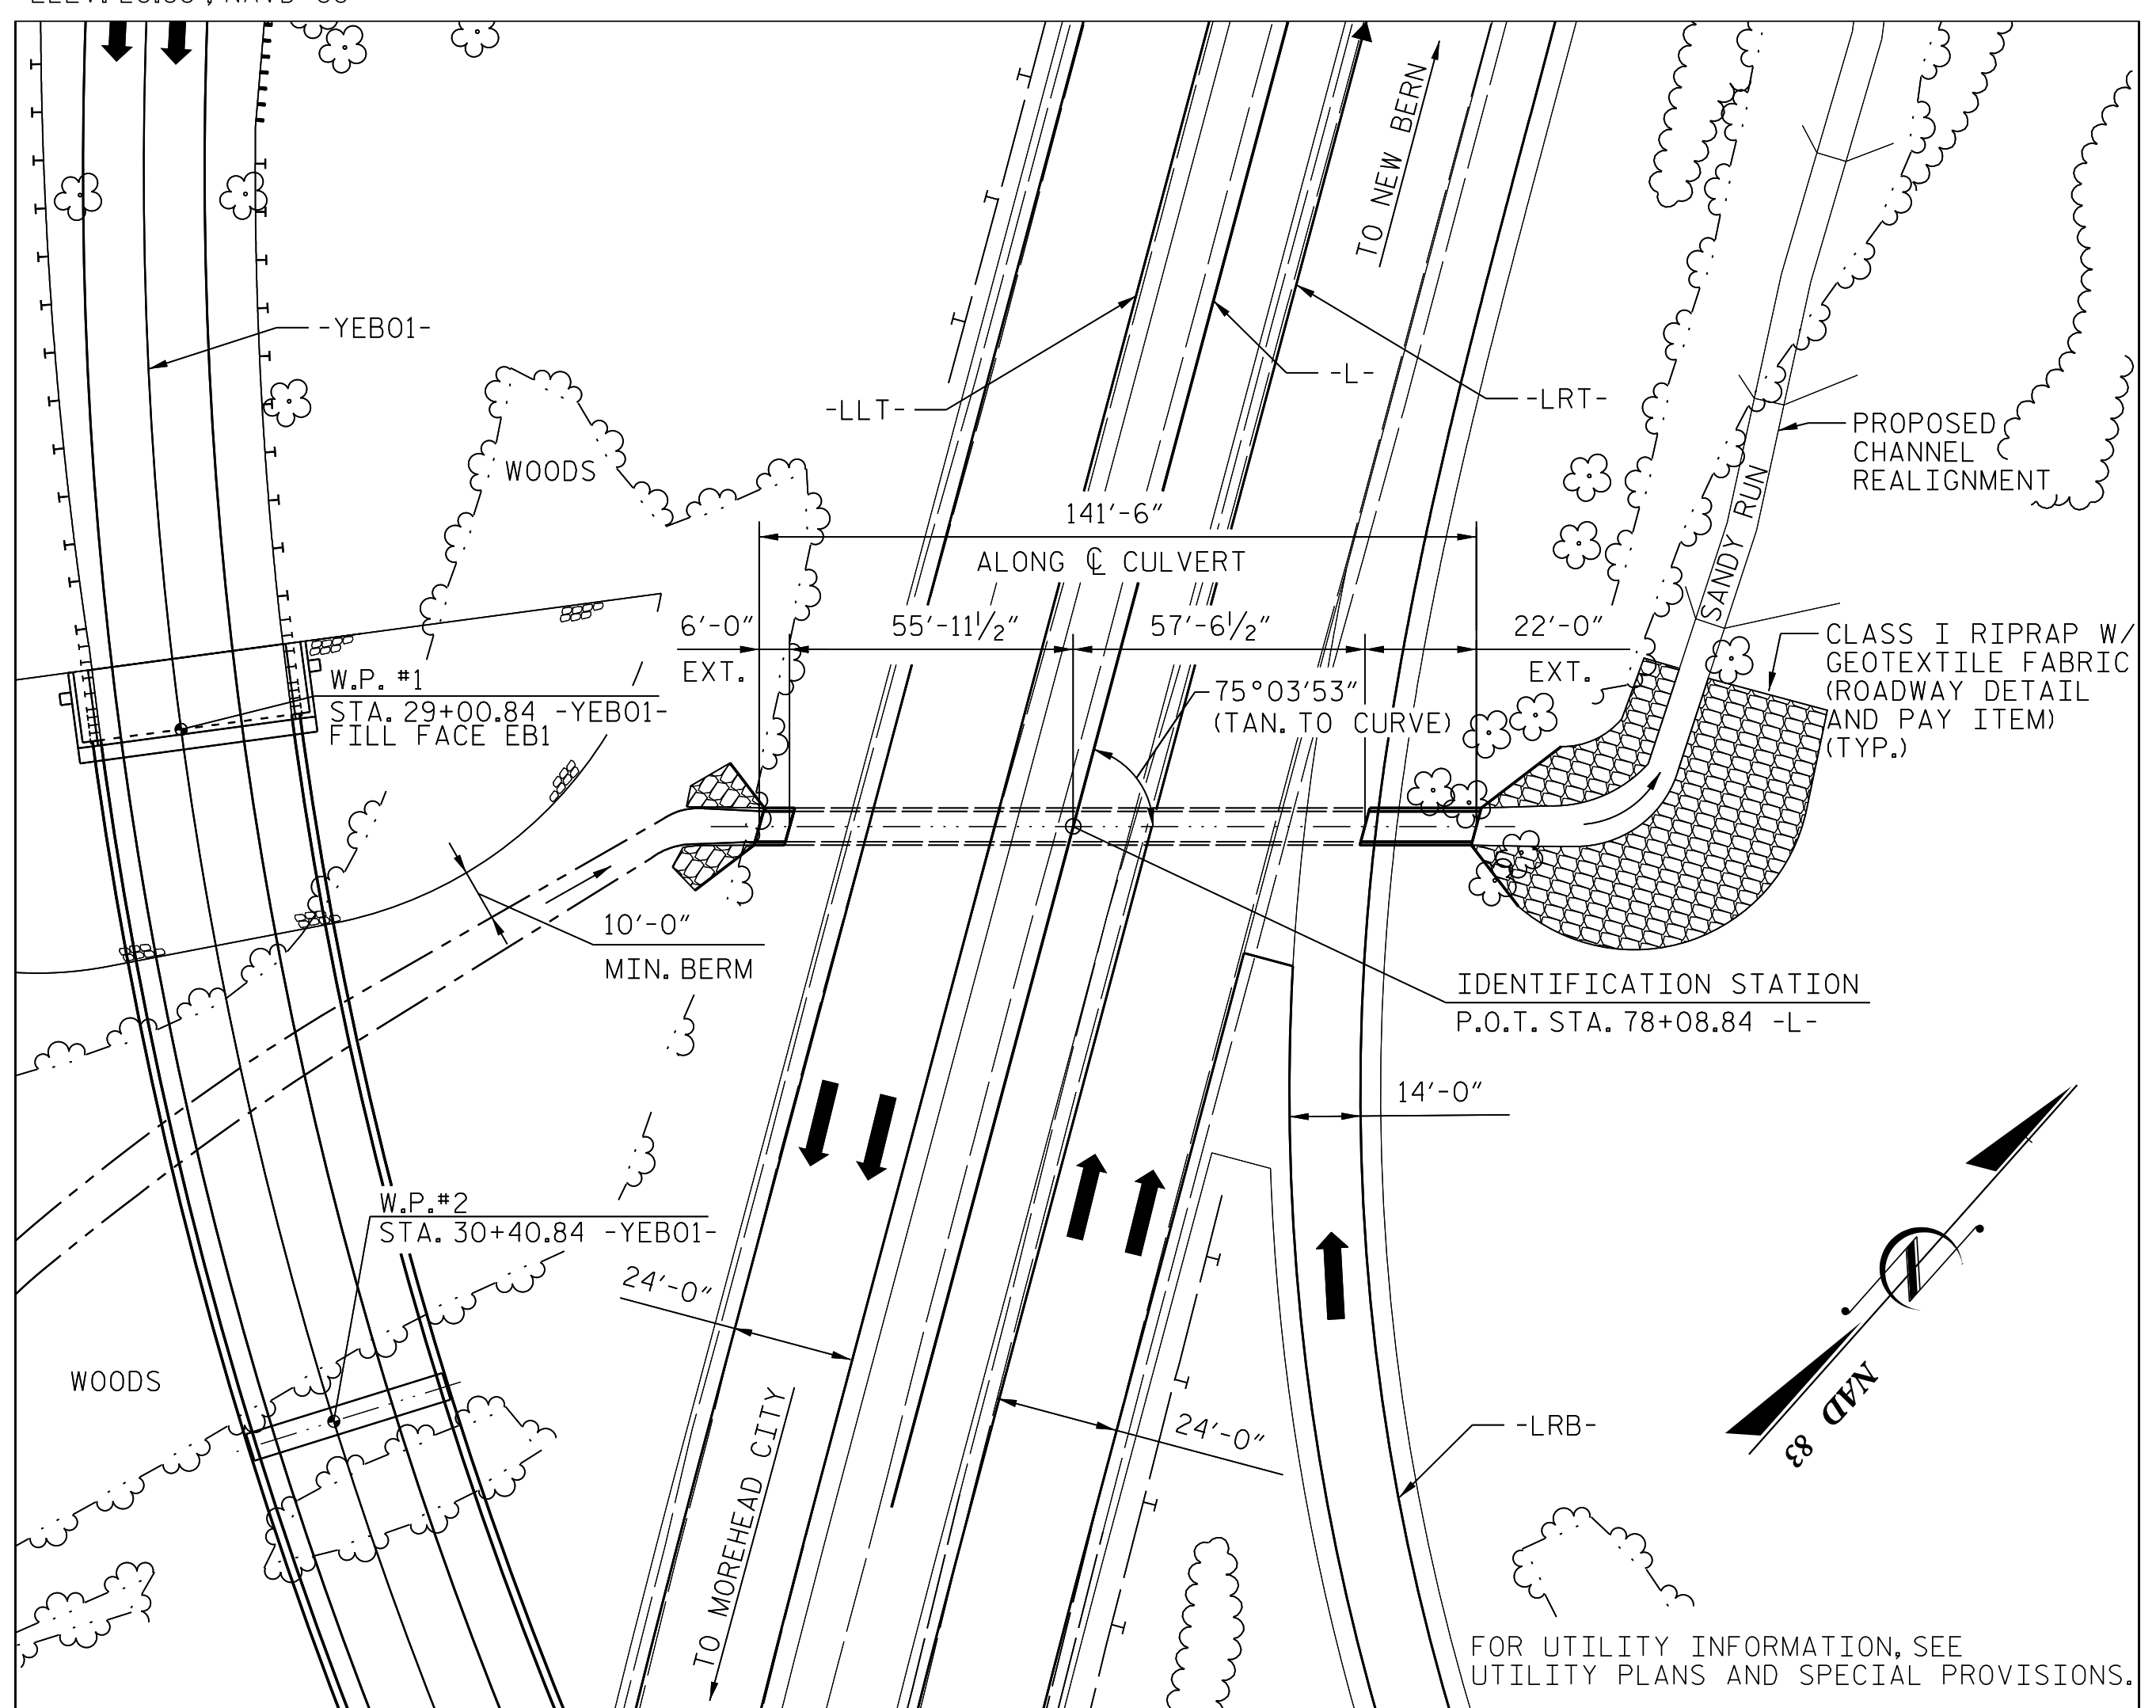 TO NEW BERN
-YEB01-
-L-
-LLT-
-LRT-
PROPOSED
CHANNEL
REALIGNMENT
WOODS
SANDY RUN
141'-6"
ALONG ℄ CULVERT
6'-0"
EXT.
55'-11½"
57'-6½"
22'-0"
EXT.
CLASS I RIPRAP W/
GEOTEXTILE FABRIC
(ROADWAY DETAIL
AND PAY ITEM)
(TYP.)
W.P. #1
STA. 29+00.84 -YEB01-
FILL FACE EB1
75°03'53"
(TAN. TO CURVE)
10'-0"
MIN. BERM
IDENTIFICATION STATION
P.O.T. STA. 78+08.84 -L-
14'-0"
W.P.#2
STA. 30+40.84 -YEB01-
24'-0"
WOODS
TO MOREHEAD CITY
24'-0"
-LRB-
NAD 83
FOR UTILITY INFORMATION, SEE
UTILITY PLANS AND SPECIAL PROVISIONS.